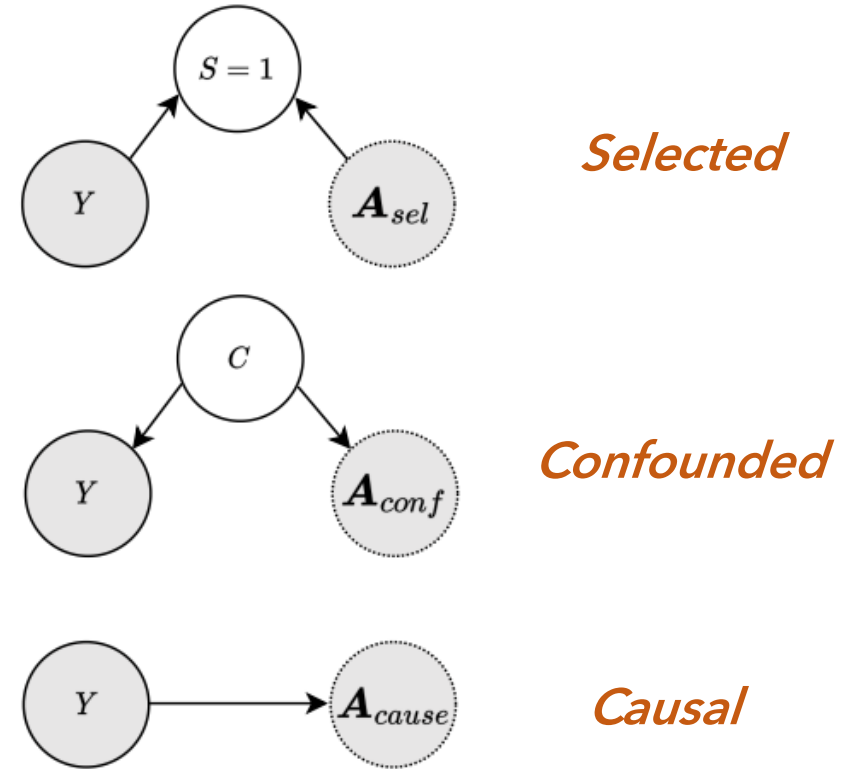 S = 1
Y
A_sel
Selected
C
Y
A_conf
Confounded
Y
A_cause
Causal